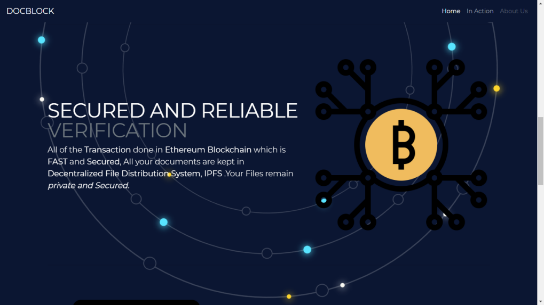 DOCBLOCK
Home In Action About Us
SECURED AND RELIABLE
VERIFICATION
All of the Transaction done in Ethereum Blockchain which is
FAST and Secured, All your documents are kept in
Decentralized File Distribution System, IPFS .Your Files remain
private and Secured.